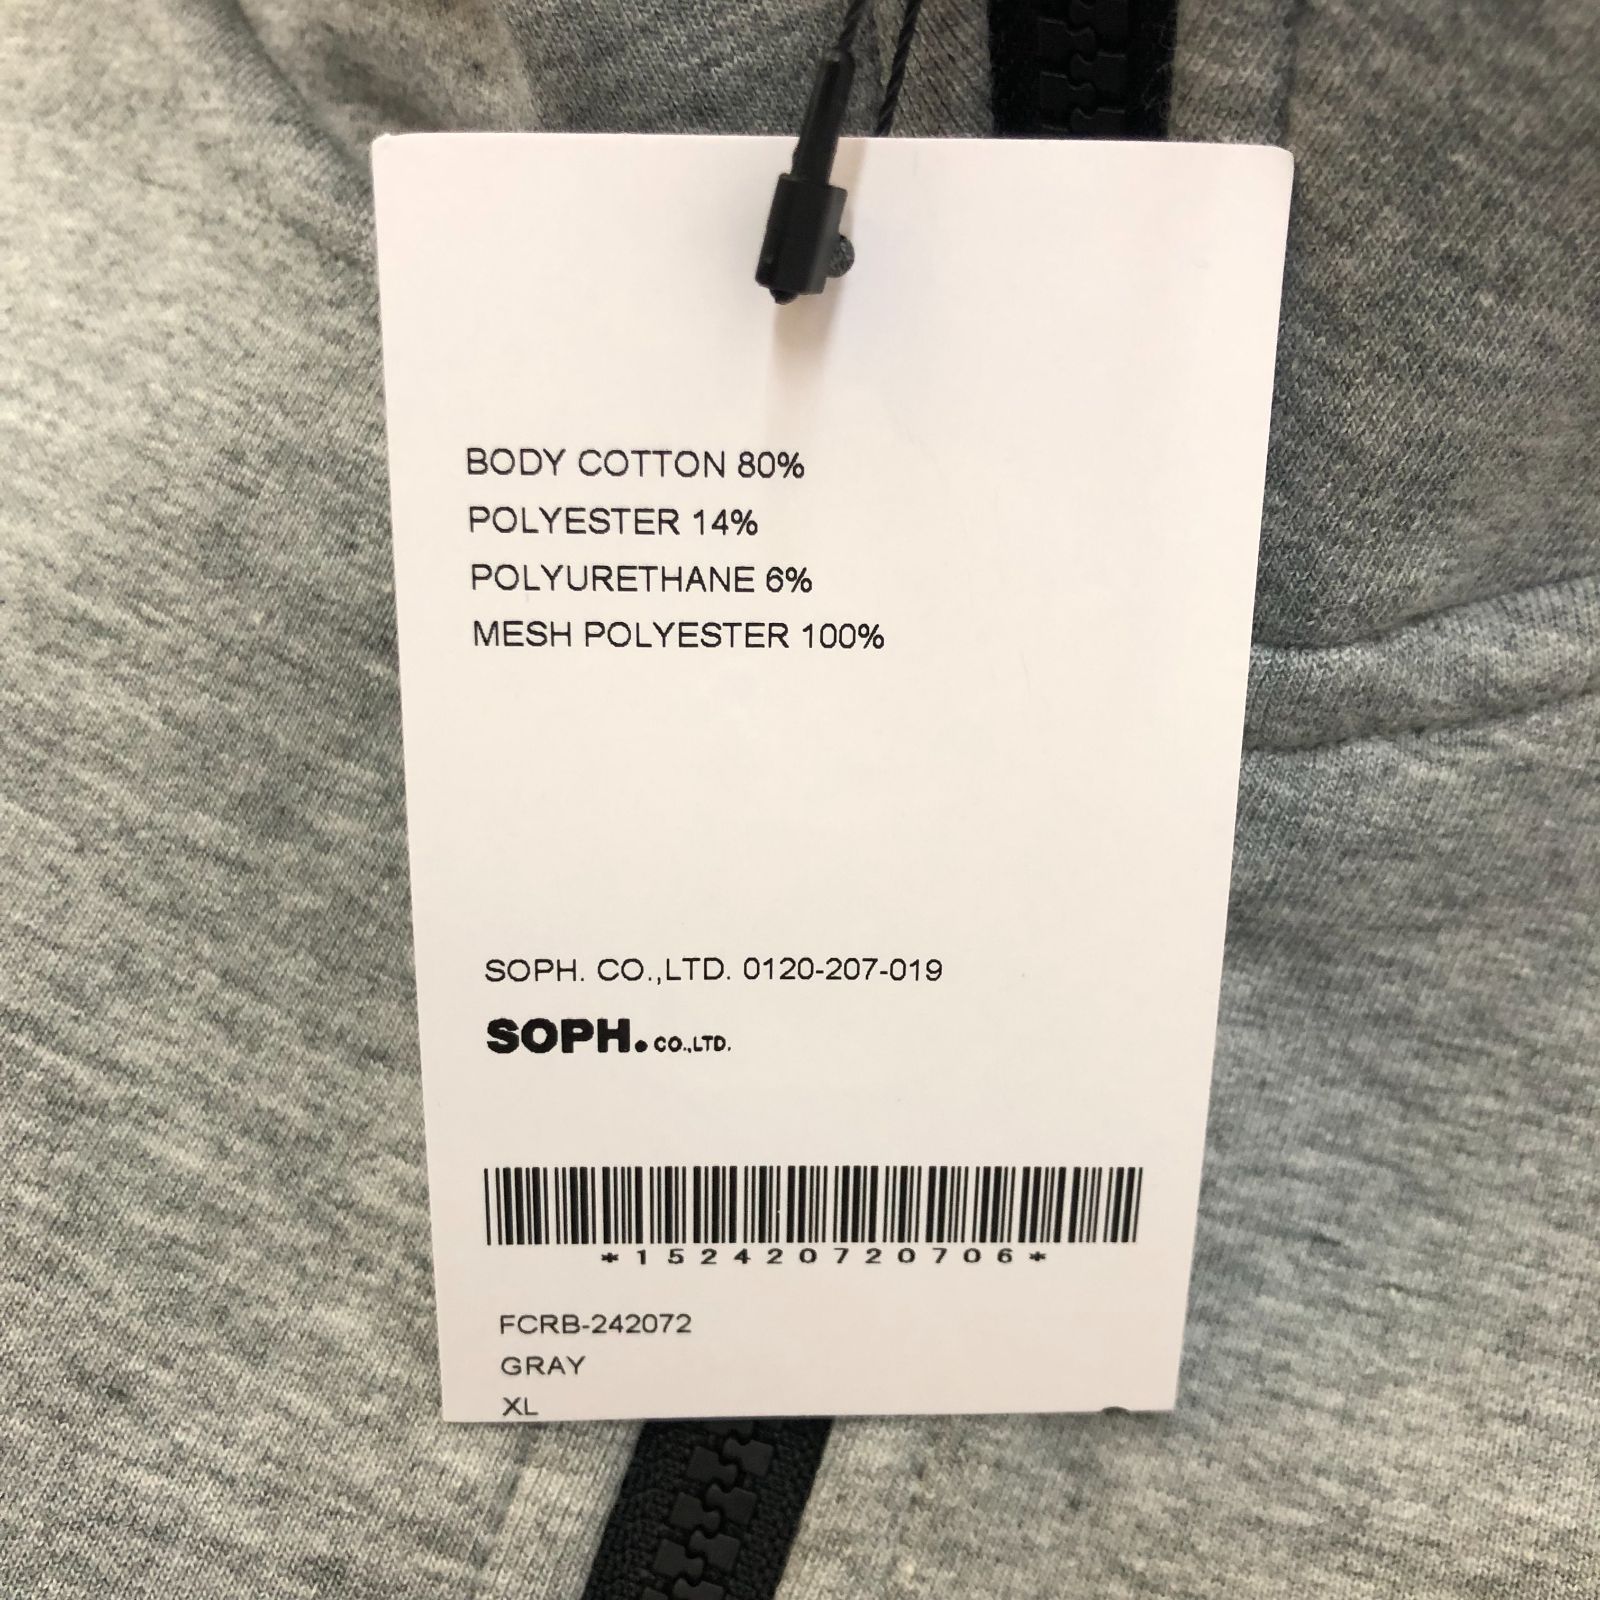 BODY COTTON 80%
POLYESTER 14%
POLYURETHANE 6%
MESH POLYESTER 100%
SOPH. CO.,LTD. 0120-207-019
SOPH. CO.,LTD.
*152420720706*
FCRB-242072
GRAY
XL